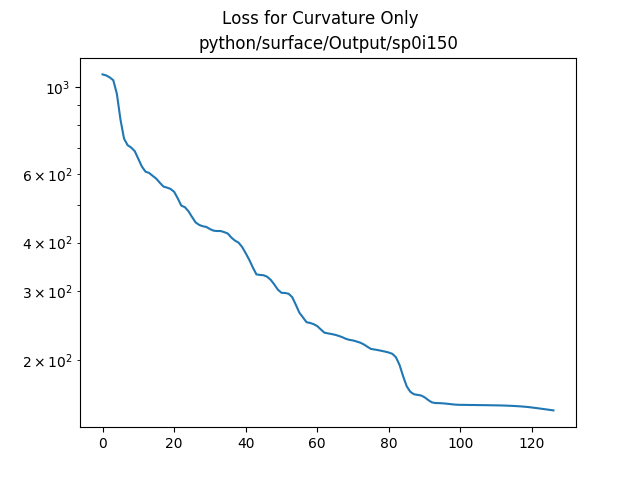 Loss for Curvature Only
python/surface/Output/sp0i150
10³
6 × 10²
4 × 10²
3 × 10²
2 × 10²
0 20 40 60 80 100 120